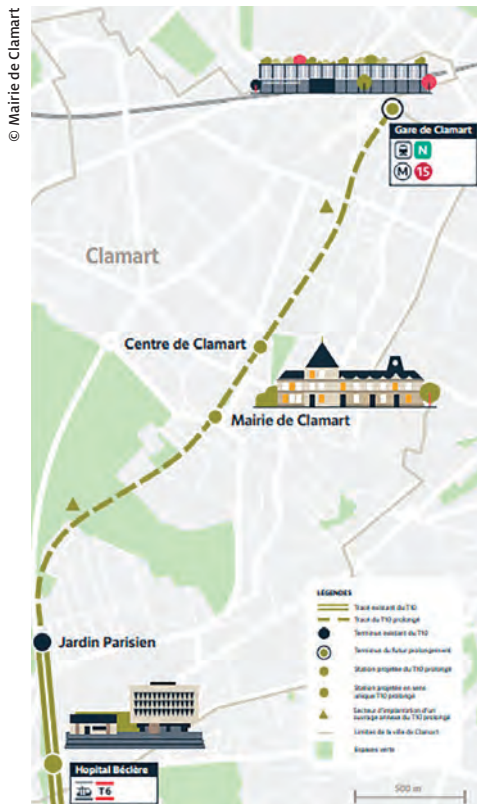 © Mairie de Clamart
Gare de Clamart
N
M 15
Clamart
Centre de Clamart
Mairie de Clamart
Jardin Parisien
Hopital Béclère
T6
LÉGENDES
Tracé existant du T10
Tracé du T10 prolongé
Terminus existant du T10
Terminus du futur prolongement
Station projetée du T10 prolongé
Station projetée en sens
unique T10 prolongé
Secteur d'implantation d'un
ouvrage annexe du T10 prolongé
Limites de la ville de Clamart
Espaces verts
500 m